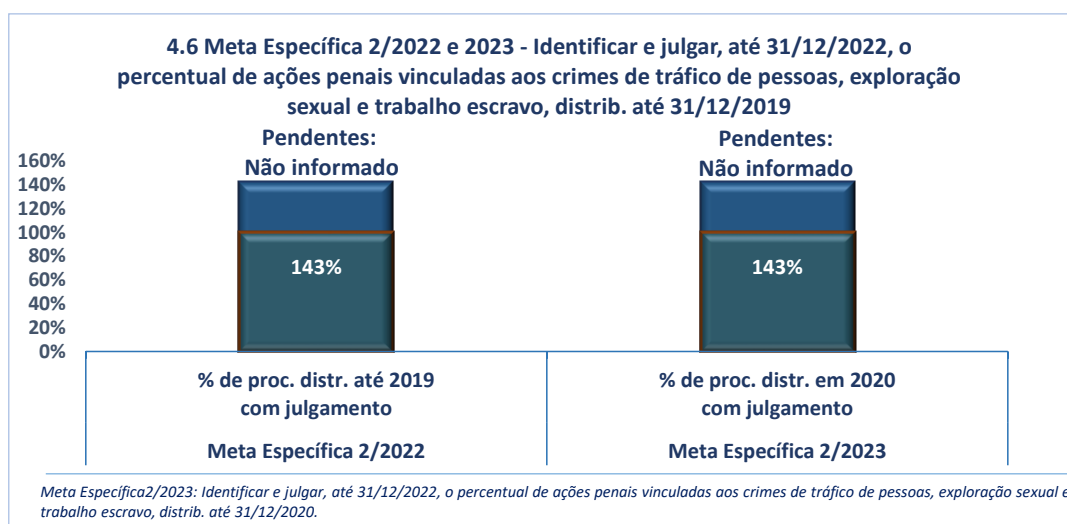 4.6 Meta Específica 2/2022 e 2023 - Identificar e julgar, até 31/12/2022, o
percentual de ações penais vinculadas aos crimes de tráfico de pessoas, exploração
sexual e trabalho escravo, distrib. até 31/12/2019
Pendentes:
Não informado
Pendentes:
Não informado
160%
140%
120%
100%
80%
60%
40%
20%
0%
143%
143%
% de proc. distr. até 2019
com julgamento
% de proc. distr. em 2020
com julgamento
Meta Específica 2/2022
Meta Específica 2/2023
Meta Específica2/2023: Identificar e julgar, até 31/12/2022, o percentual de ações penais vinculadas aos crimes de tráfico de pessoas, exploração sexual e
trabalho escravo, distrib. até 31/12/2020.